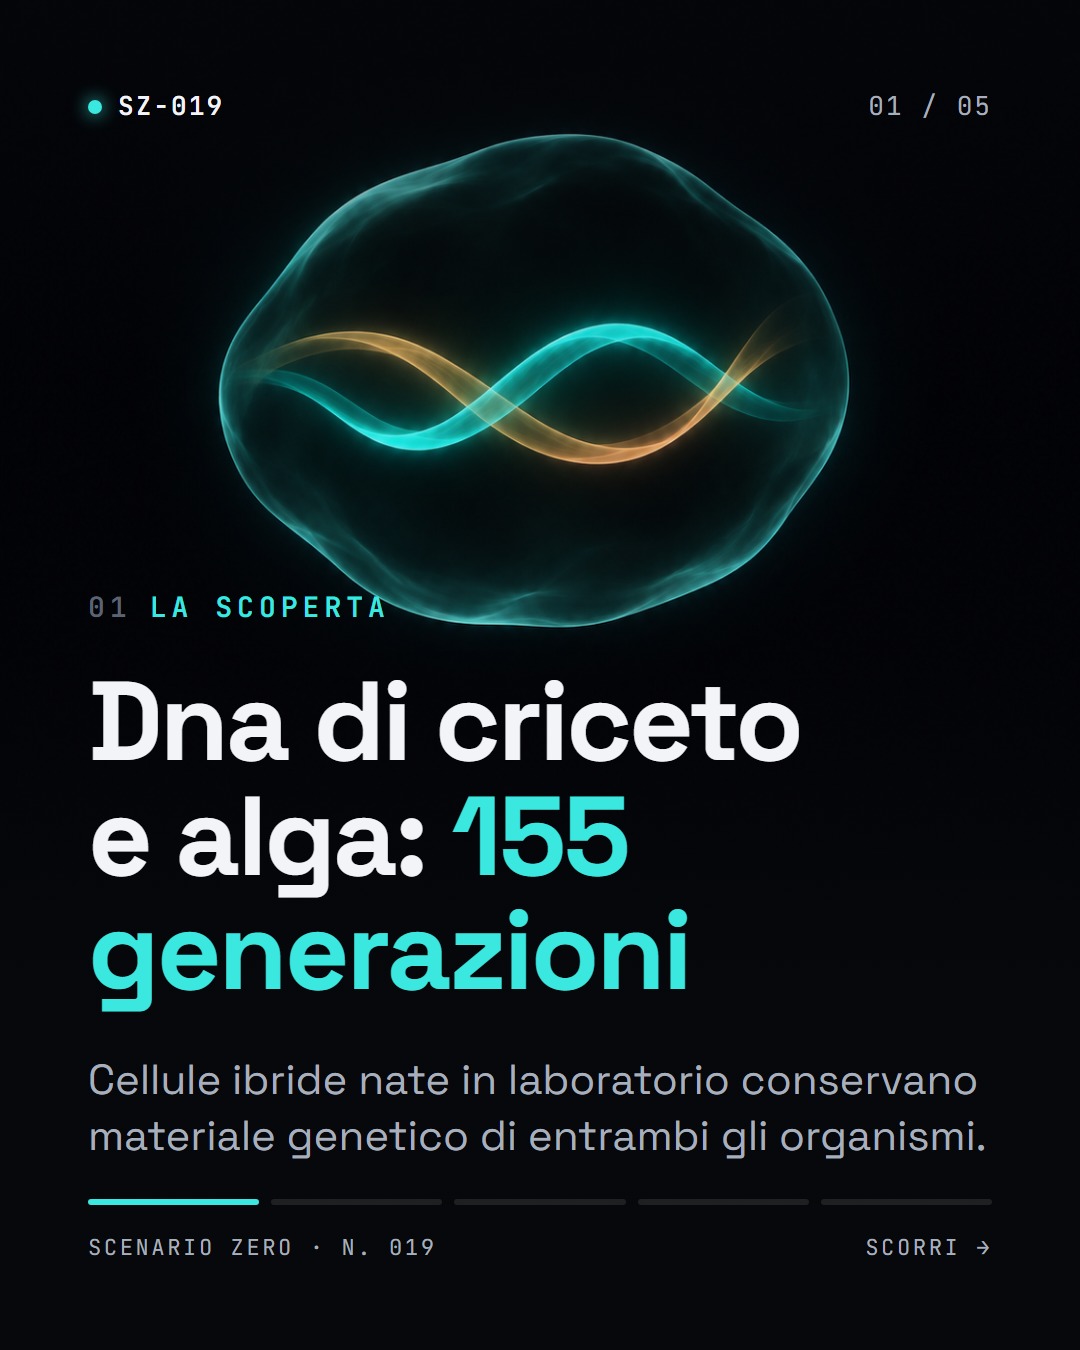 SZ-019
01 / 05
01 LA SCOPERTA
Dna di criceto
e alga: 155
generazioni
Cellule ibride nate in laboratorio conservano
materiale genetico di entrambi gli organismi.
SCENARIO ZERO · N. 019
SCORRI →